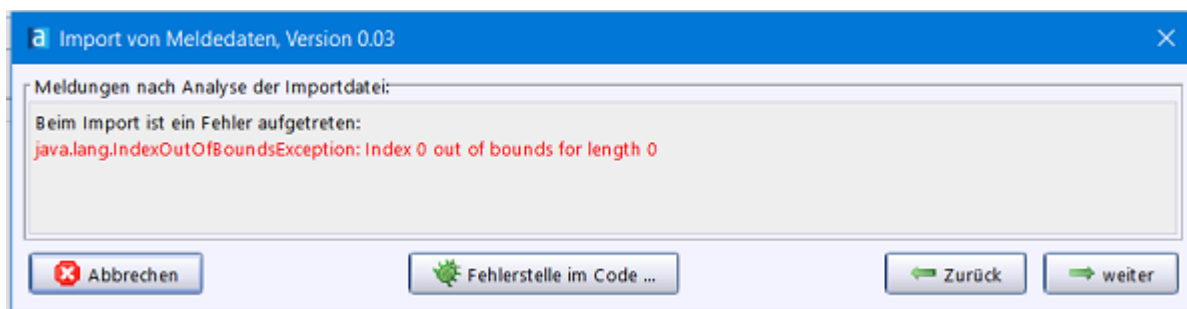 a Import von Meldedaten, Version 0.03
Meldungen nach Analyse der Importdatei:
Beim Import ist ein Fehler aufgetreten:
java.lang.IndexOutOfBoundsException: Index 0 out of bounds for length 0
Abbrechen
Fehlerstelle im Code ...
Zurück
weiter